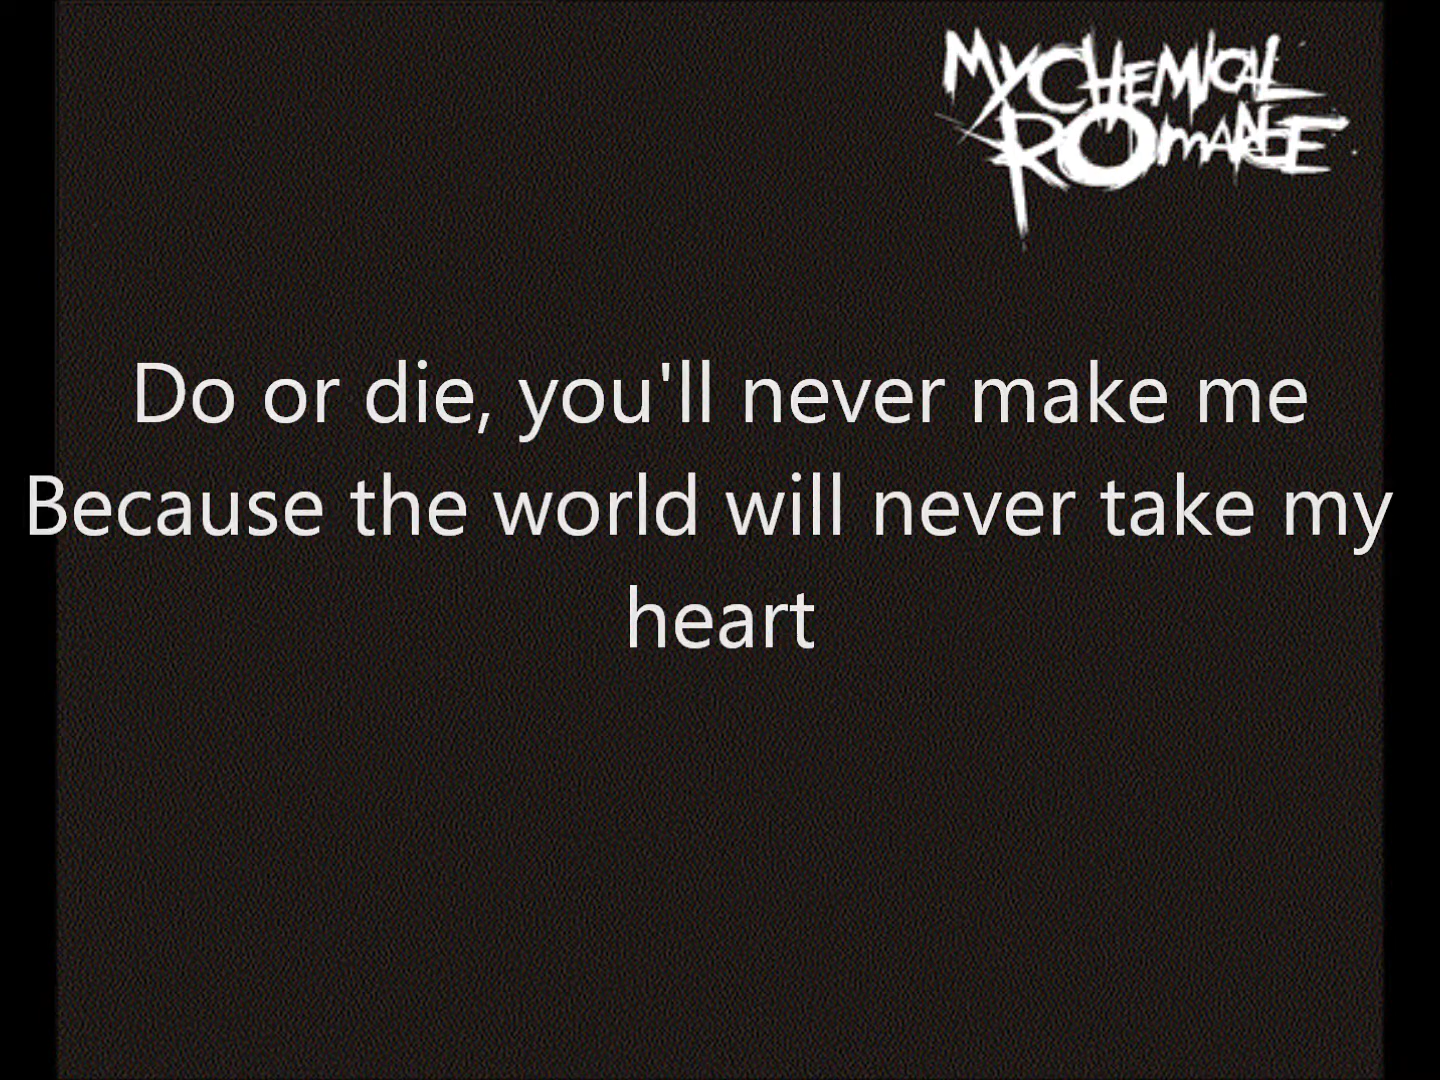 MY CHEMICAL
ROMANCE
Do or die, you'll never make me
Because the world will never take my
heart